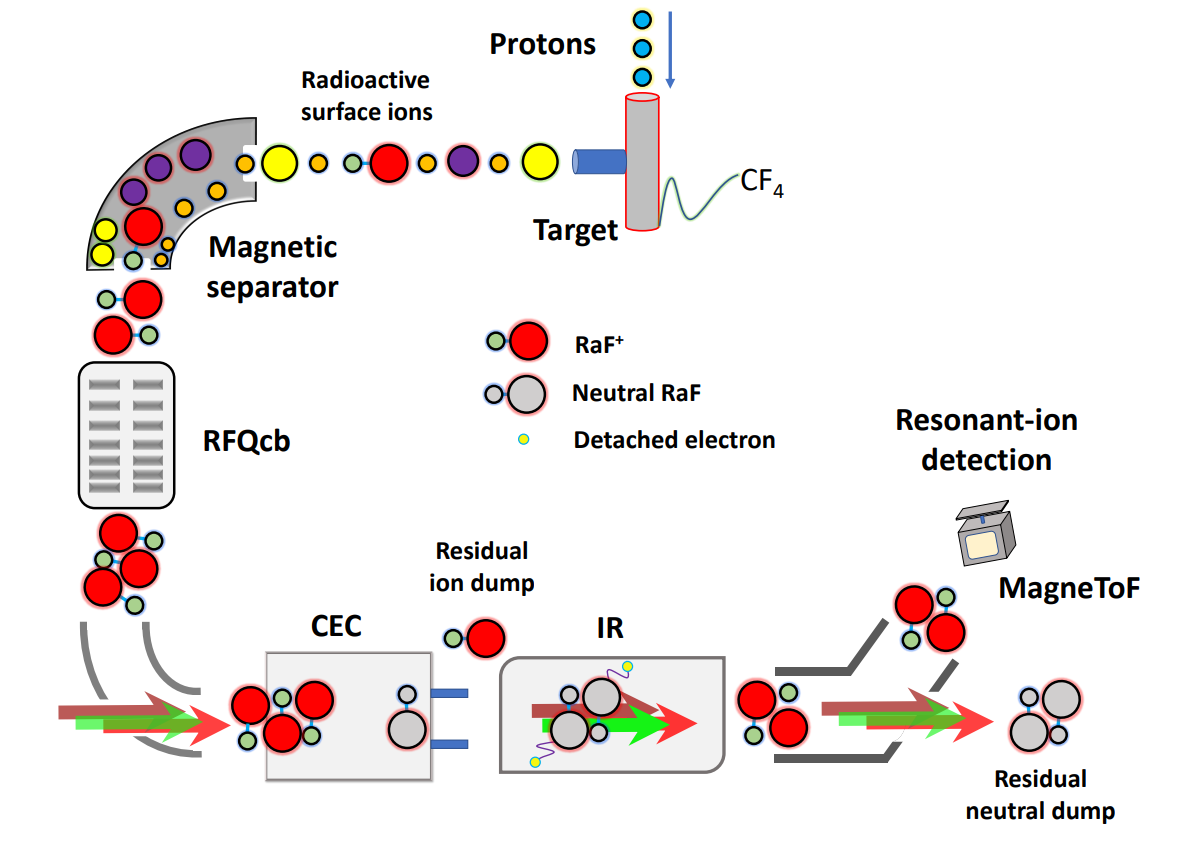 Protons
Radioactive
surface ions
CF₄
Target
Magnetic
separator
RaF⁺
Neutral RaF
Detached electron
RFQcb
Resonant-ion
detection
MagneToF
Residual
ion dump
CEC
IR
Residual
neutral dump